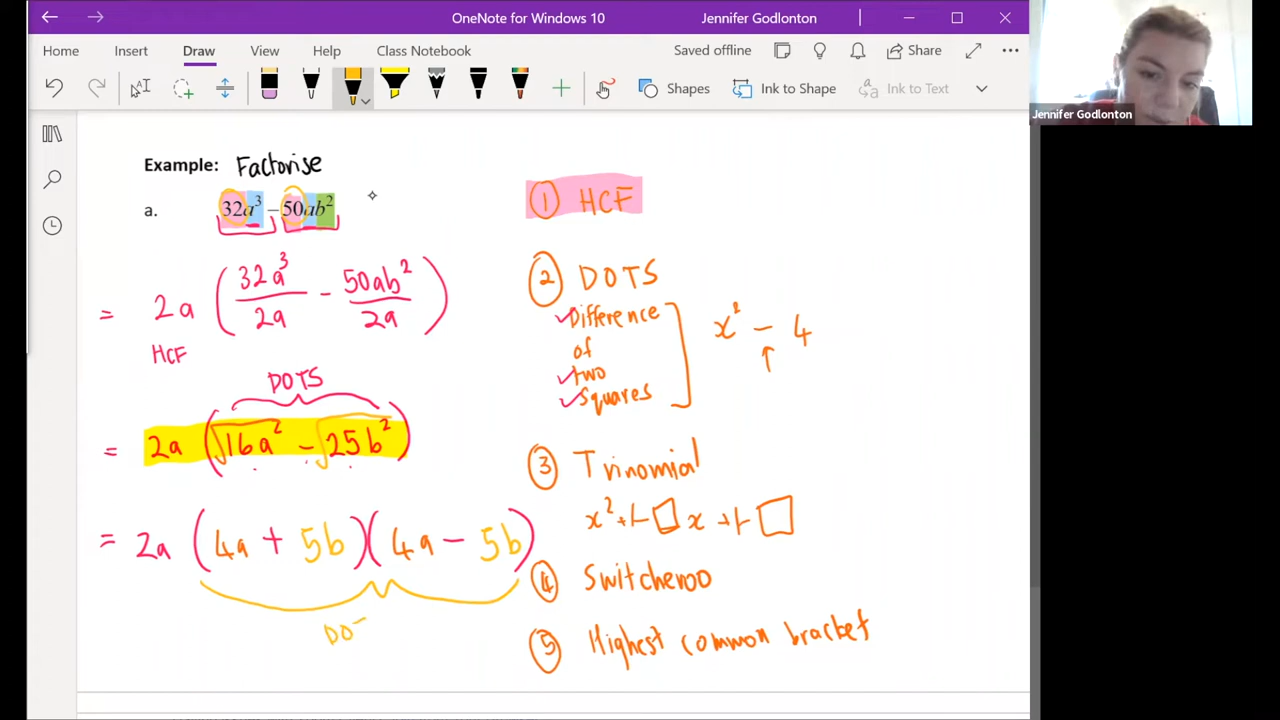 OneNote for Windows 10
Jennifer Godlonton
Home Insert Draw View Help Class Notebook
Saved offline
Share
Shapes
Ink to Shape
Ink to Text
Jennifer Godlonton
Example: Factorise
a. 32a³ − 50ab²
= 2a (32a³/2a − 50ab²/2a)
HCF
DOTS
= 2a (√16a² − √25b²)
= 2a (4a + 5b)(4a − 5b)
DO
① HCF
② DOTS
Difference
of
two
Squares
x² − 4
③ Trinomial
x² +/- □ x +/- □
④ Switcheroo
⑤ Highest common bracket